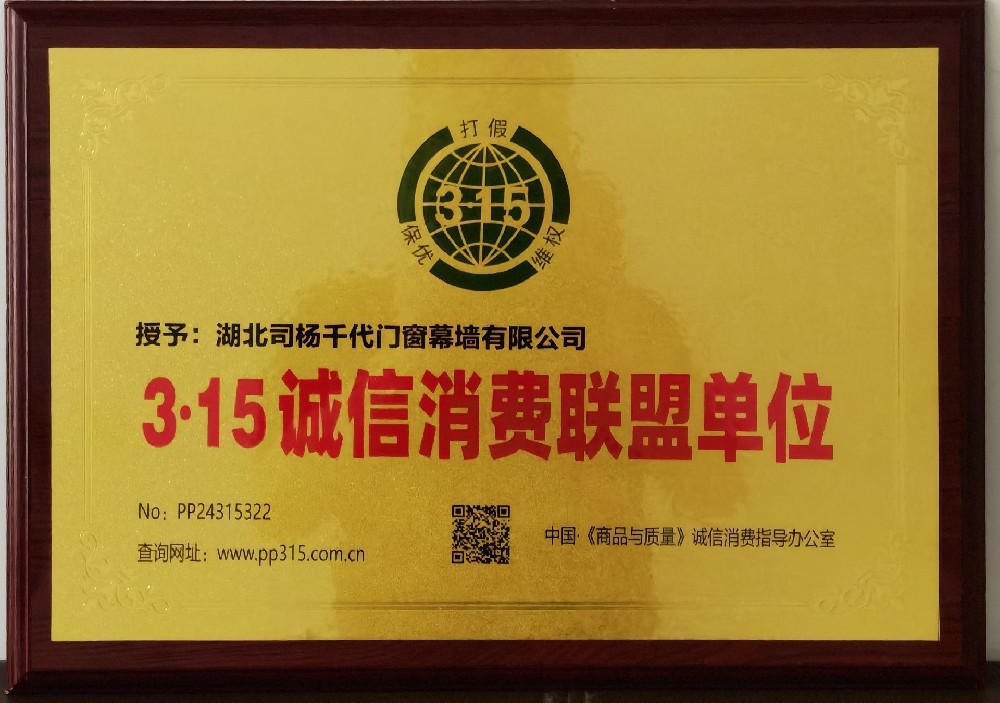 打假
3·15
保优
维权
授予：湖北司杨千代门窗幕墙有限公司
3·15诚信消费联盟单位
No：PP24315322
查询网址：www.pp315.com.cn
中国·《商品与质量》诚信消费指导办公室